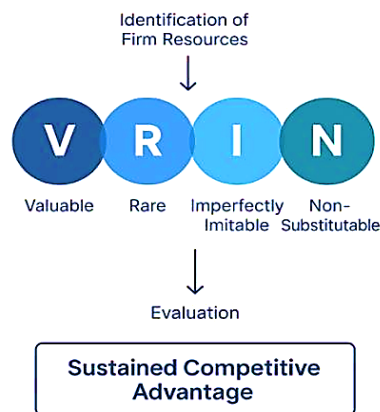 Identification of
Firm Resources
V R I N
Valuable Rare Imperfectly Non-
Imitable Substitutable
Evaluation
Sustained Competitive
Advantage